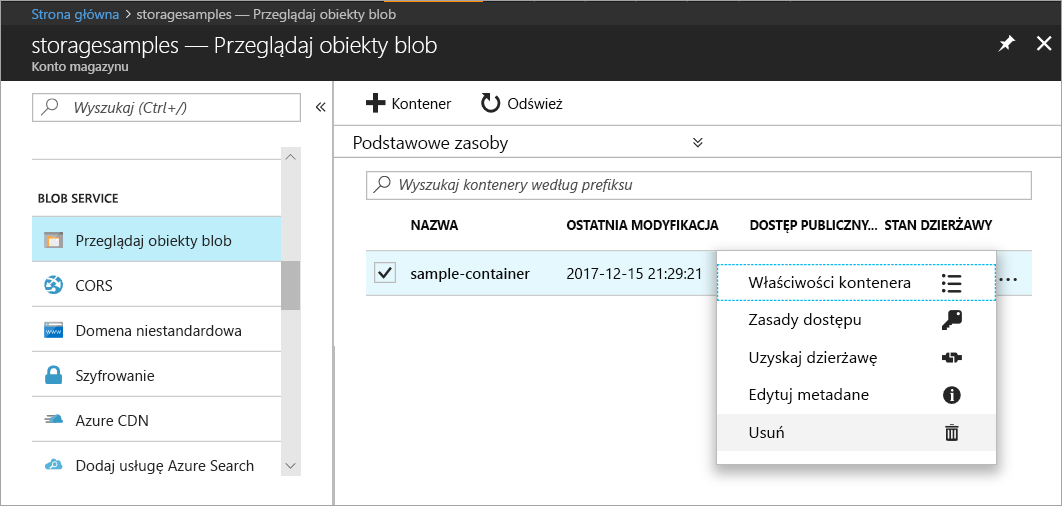 Strona główna > storagesamples — Przeglądaj obiekty blob
storagesamples — Przeglądaj obiekty blob
Konto magazynu
Wyszukaj (Ctrl+/)
BLOB SERVICE
Przeglądaj obiekty blob
CORS
Domena niestandardowa
Szyfrowanie
Azure CDN
Dodaj usługę Azure Search
Kontener Odśwież
Podstawowe zasoby
Wyszukaj kontenery według prefiksu
NAZWA OSTATNIA MODYFIKACJA DOSTĘP PUBLICZNY... STAN DZIERŻAWY
sample-container 2017-12-15 21:29:21 ...
Właściwości kontenera
Zasady dostępu
Uzyskaj dzierżawę
Edytuj metadane
Usuń